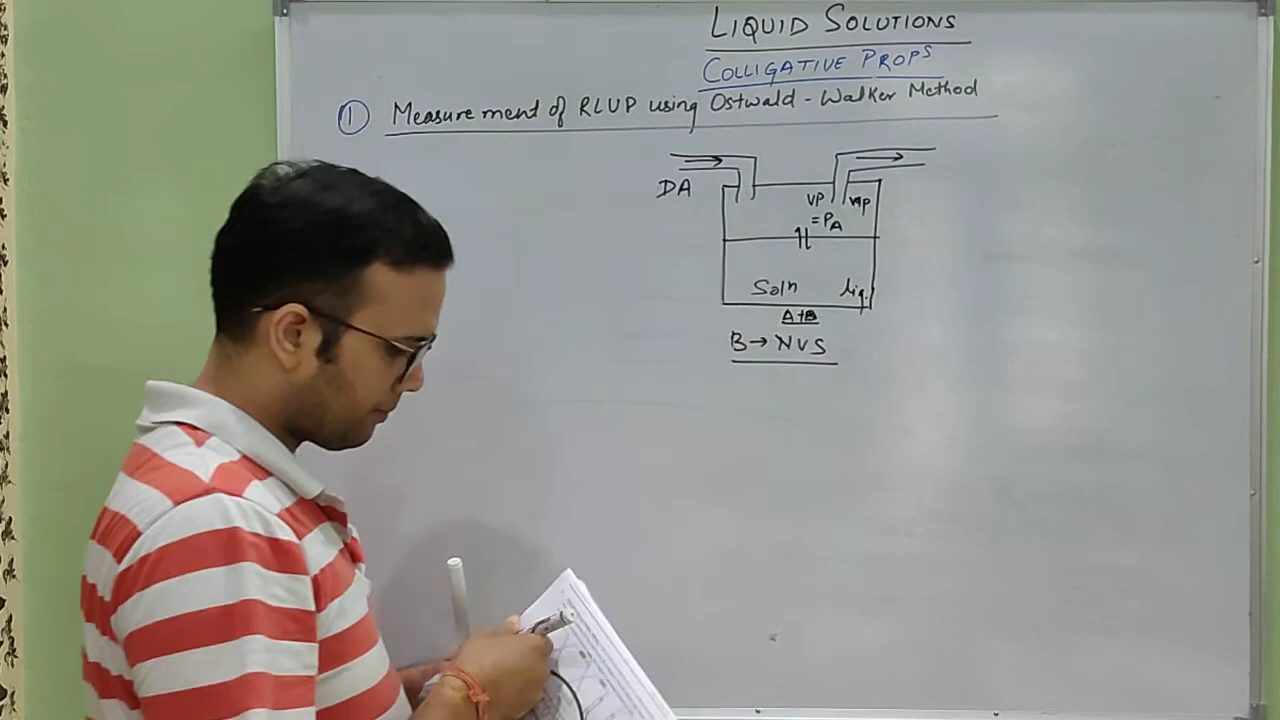 LIQUID SOLUTIONS
COLLIGATIVE PROPS
① Measurement of RLVP using Ostwald - Walker Method
DA
VP vap
= PA
Soln liq.
A+B
B → NVS